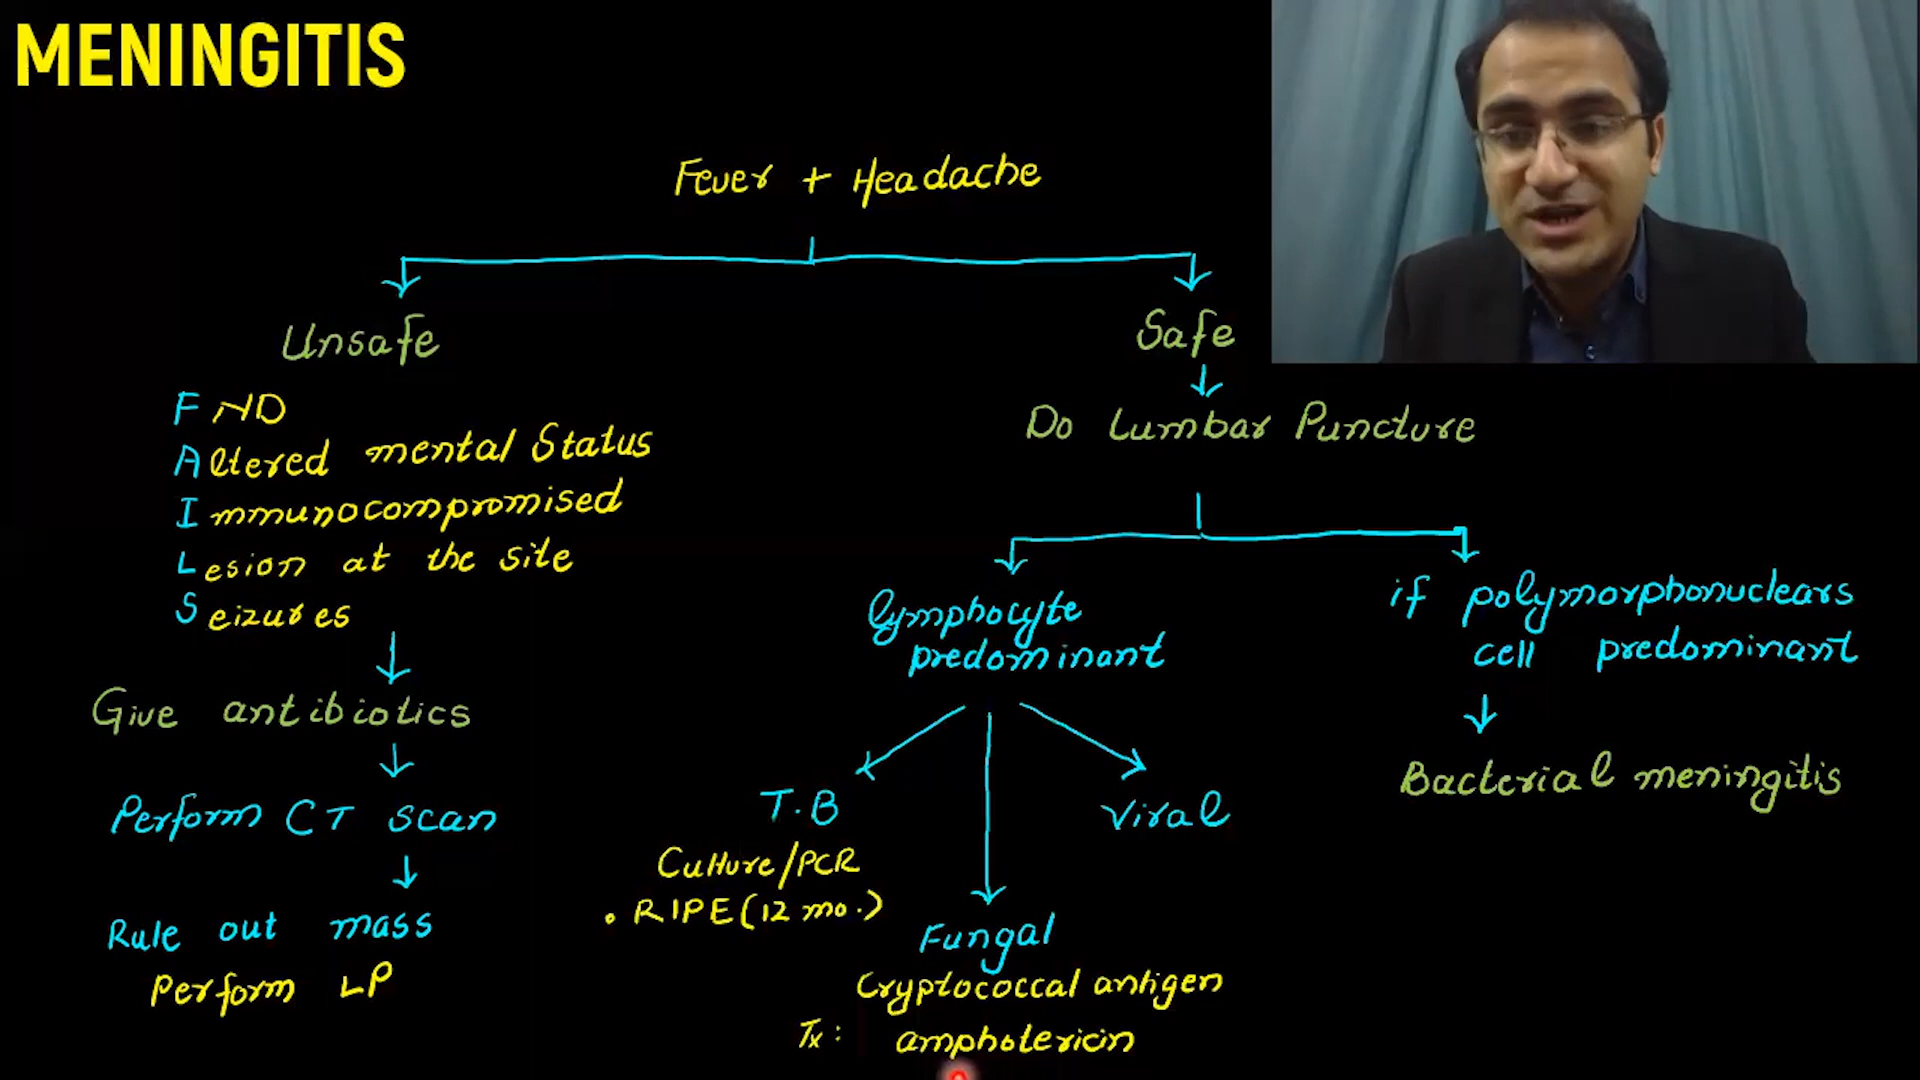 MENINGITIS
Fever + Headache
Unsafe
FND
Altered mental Status
Immunocompromised
Lesion at the site
Seizures
Give antibiotics
Perform CT scan
Rule out mass
Perform LP
Safe
Do Lumbar Puncture
lymphocyte
predominant
T.B
Culture/PCR
• RIPE (12 mo.)
Fungal
Cryptococcal antigen
Tx: amphotericin
Viral
if polymorphonuclears
cell predominant
Bacterial meningitis